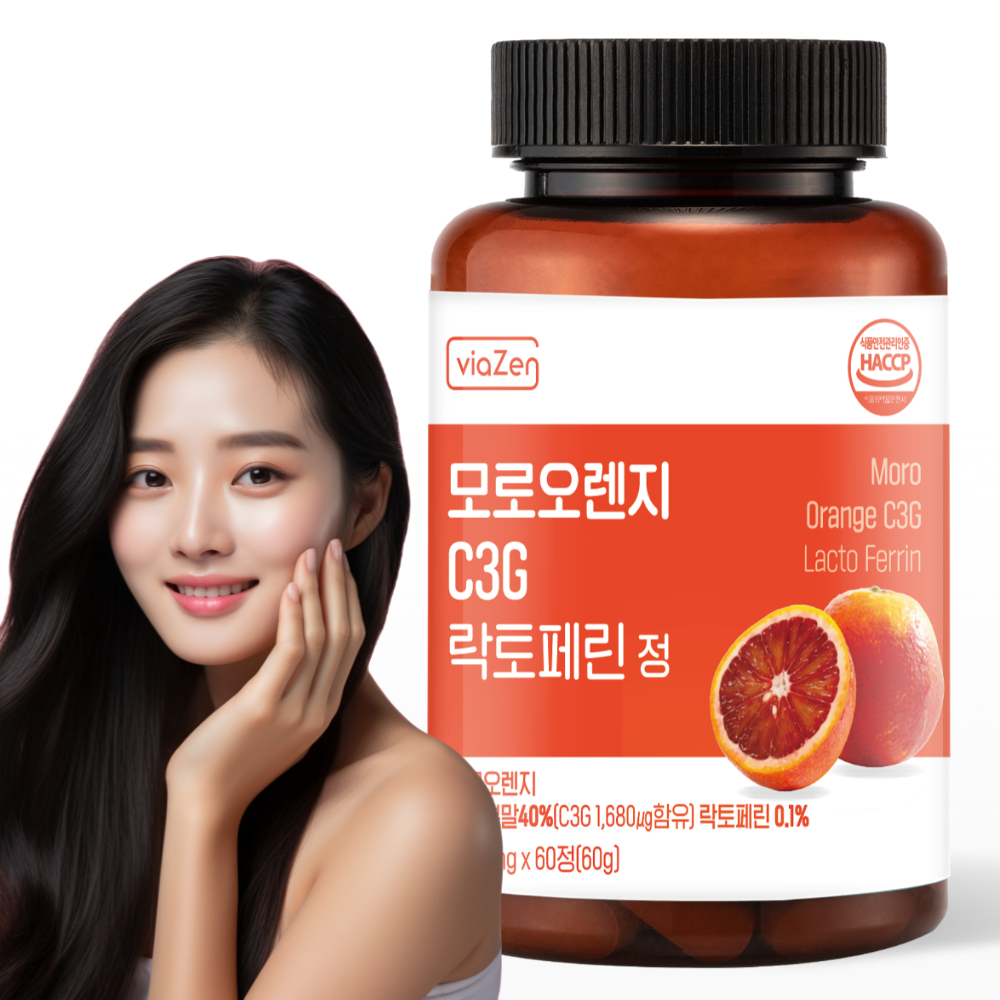 viaZen
식품안전관리인증
HACCP
식품의약품안전처
모로오렌지
C3G
락토페린 정
Moro
Orange C3G
Lacto Ferrin
오렌지
말40%(C3G 1,680㎍함유) 락토페린 0.1%
x 60정(60g)